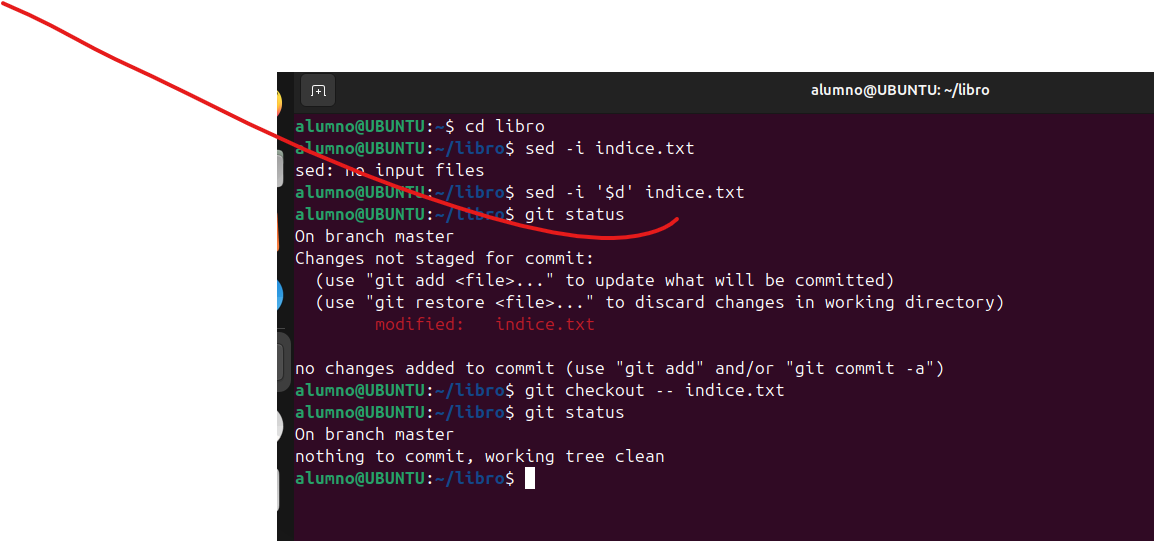 alumno@UBUNTU: ~/libro
alumno@UBUNTU:~$ cd libro
alumno@UBUNTU:~/libro$ sed -i indice.txt
sed: no input files
alumno@UBUNTU:~/libro$ sed -i '$d' indice.txt
alumno@UBUNTU:~/libro$ git status
On branch master
Changes not staged for commit:
  (use "git add <file>..." to update what will be committed)
  (use "git restore <file>..." to discard changes in working directory)
        modified:   indice.txt

no changes added to commit (use "git add" and/or "git commit -a")
alumno@UBUNTU:~/libro$ git checkout -- indice.txt
alumno@UBUNTU:~/libro$ git status
On branch master
nothing to commit, working tree clean
alumno@UBUNTU:~/libro$